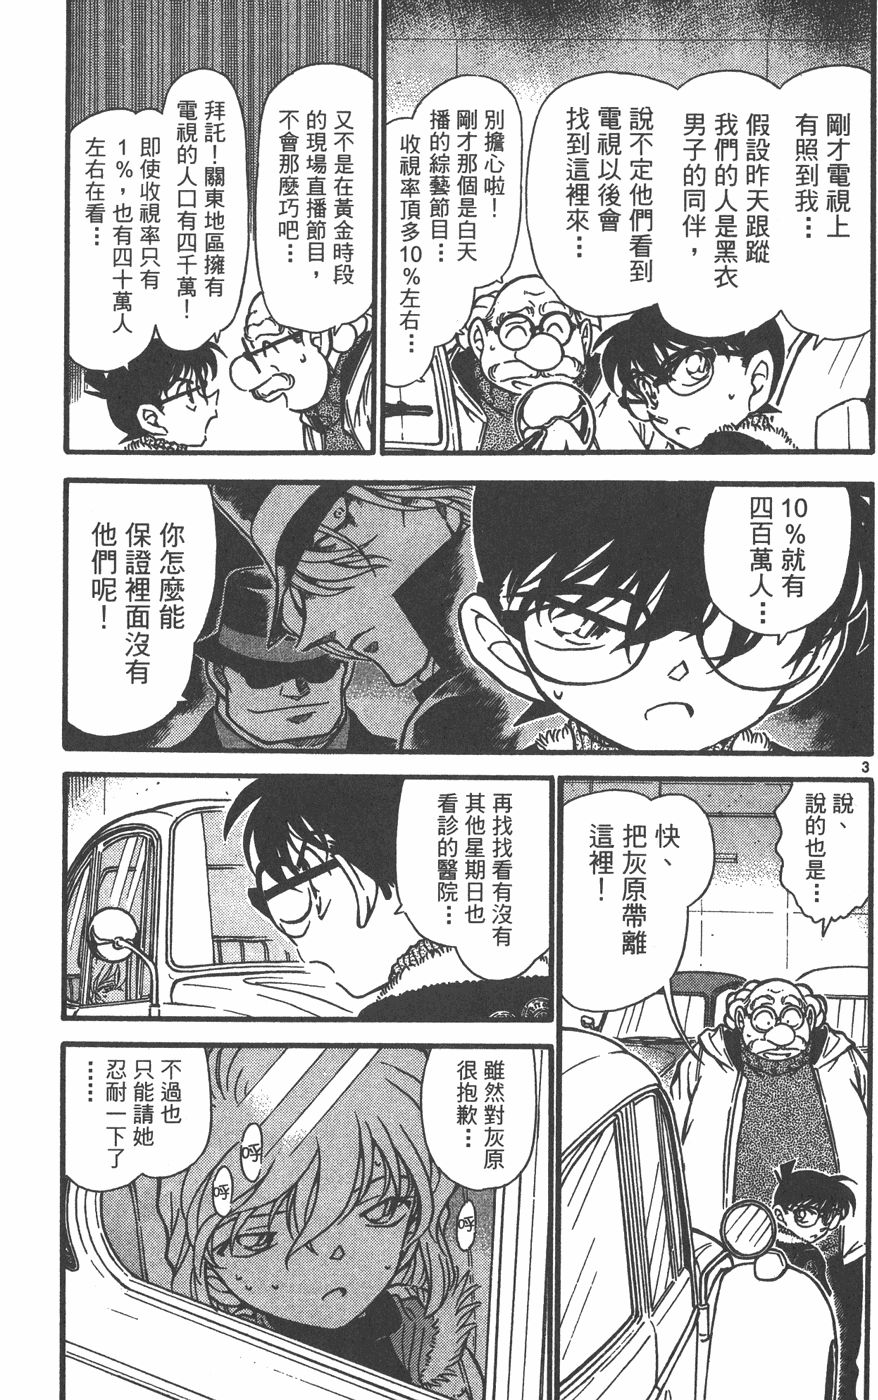 剛才電視上
有照到我…
假設昨天跟蹤
我們的人是黑衣
男子的同伴，
說不定他們看到
電視以後會
找到這裡來…
別擔心啦！
剛才那個是白天
播的綜藝節目…
收視率頂多10%左右…
又不是在黃金時段
的現場直播節目，
不會那麼巧吧…
拜託！關東地區擁有
電視的人口有四千萬！
即使收視率只有
1%，也有四十萬人
左右在看…
10%就有
四百萬人…
你怎麼能
保證裡面沒有
他們呢！
3
說、
說的也是…
快、
把灰原帶離
這裡！
再找找看有沒有
其他星期日也
看診的醫院…
雖然對灰原
很抱歉…
呼
呼
呼
不過也
只能請她
忍耐一下了
……